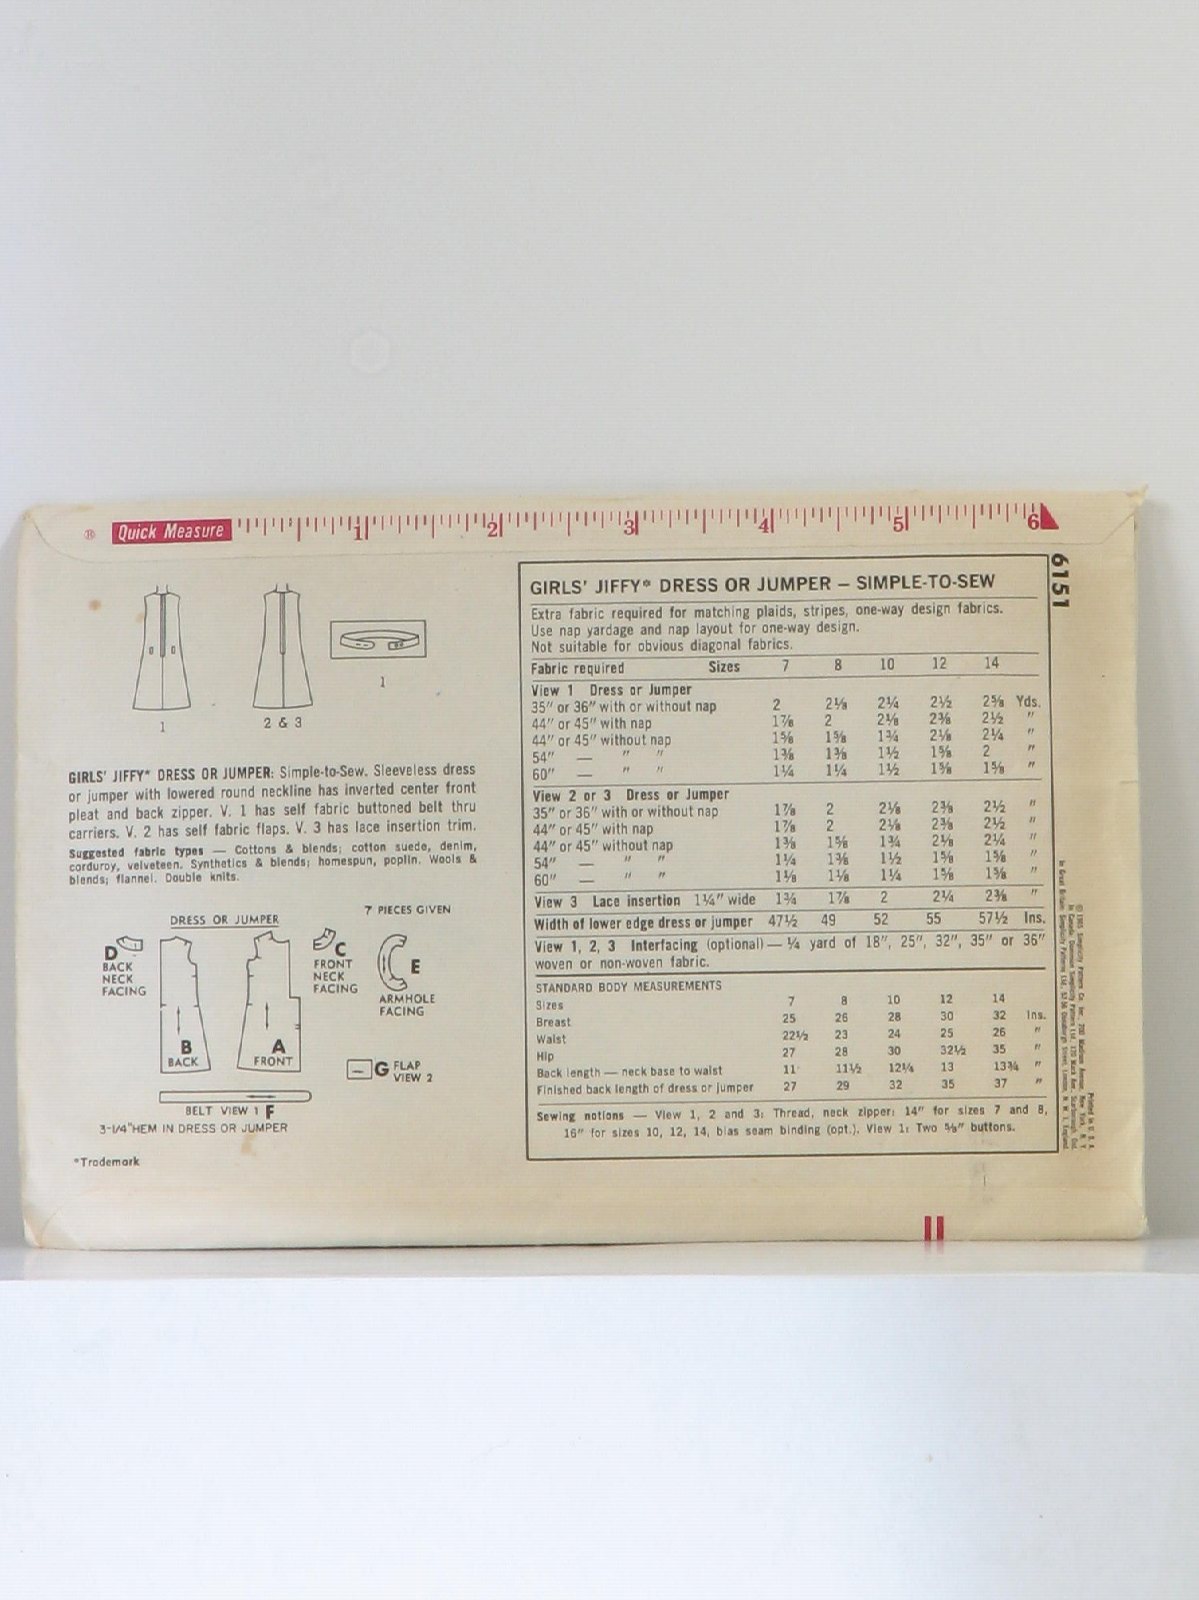 ® Quick Measure 1 2 3 4 5 6
6151
1
2 & 3
1
GIRLS' JIFFY* DRESS OR JUMPER: Simple-to-Sew. Sleeveless dress
or jumper with lowered round neckline has inverted center front
pleat and back zipper. V. 1 has self fabric buttoned belt thru
carriers. V. 2 has self fabric flaps. V. 3 has lace insertion trim.
Suggested fabric types — Cottons & blends; cotton suede, denim,
corduroy, velveteen. Synthetics & blends; homespun, poplin. Wools &
blends; flannel. Double knits.
7 PIECES GIVEN
DRESS OR JUMPER
D
BACK
NECK
FACING
B
BACK
A
FRONT
C
FRONT
NECK
FACING
E
ARMHOLE
FACING
G FLAP
VIEW 2
BELT VIEW 1 F
3-1/4"HEM IN DRESS OR JUMPER
*Trademark
GIRLS' JIFFY* DRESS OR JUMPER – SIMPLE-TO-SEW
Extra fabric required for matching plaids, stripes, one-way design fabrics.
Use nap yardage and nap layout for one-way design.
Not suitable for obvious diagonal fabrics.
Fabric required Sizes 7 8 10 12 14
View 1 Dress or Jumper
35" or 36" with or without nap 2 2⅛ 2¼ 2½ 2⅝ Yds.
44" or 45" with nap 1⅞ 2 2⅛ 2⅜ 2½ "
44" or 45" without nap 1⅝ 1⅝ 1¾ 2⅛ 2¼ "
54" — " " 1⅜ 1⅜ 1½ 1⅝ 2 "
60" — " " 1¼ 1¼ 1½ 1⅝ 1⅝ "
View 2 or 3 Dress or Jumper
35" or 36" with or without nap 1⅞ 2 2⅛ 2⅜ 2½ "
44" or 45" with nap 1⅞ 2 2⅛ 2⅜ 2½ "
44" or 45" without nap 1⅜ 1⅝ 1¾ 2⅛ 2¼ "
54" — " " 1¼ 1⅜ 1½ 1⅝ 1⅝ "
60" — " " 1⅛ 1⅛ 1¼ 1⅝ 1⅝ "
View 3 Lace insertion 1¼" wide 1¾ 1⅞ 2 2¼ 2⅜ "
Width of lower edge dress or jumper 47½ 49 52 55 57½ Ins.
View 1, 2, 3 Interfacing (optional) — ¼ yard of 18", 25", 32", 35" or 36"
woven or non-woven fabric.
STANDARD BODY MEASUREMENTS
Sizes 7 8 10 12 14
Breast 25 26 28 30 32 Ins.
Waist 22½ 23 24 25 26 "
Hip 27 28 30 32½ 35 "
Back length — neck base to waist 11 11½ 12¼ 13 13¾ "
Finished back length of dress or jumper 27 29 32 35 37 "
Sewing notions — View 1, 2 and 3: Thread, neck zipper: 14" for sizes 7 and 8,
16" for sizes 10, 12, 14, bias seam binding (opt.). View 1: Two ⅝" buttons.
© 1965 Simplicity Pattern Co. Inc. 200 Madison Avenue, New York, N. Y.
Printed in U. S. A.